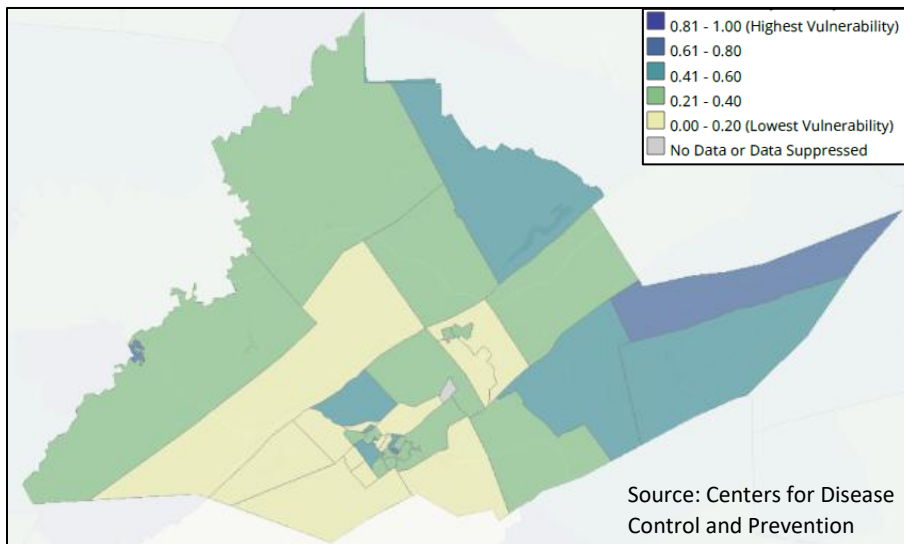 0.81 - 1.00 (Highest Vulnerability)
0.61 - 0.80
0.41 - 0.60
0.21 - 0.40
0.00 - 0.20 (Lowest Vulnerability)
No Data or Data Suppressed
Source: Centers for Disease
Control and Prevention